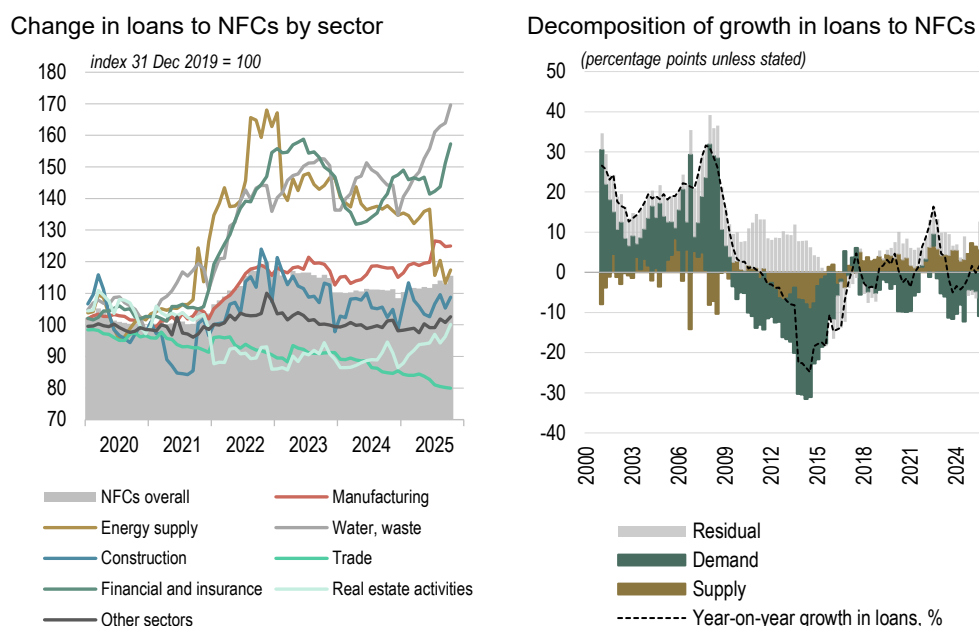 Change in loans to NFCs by sector
index 31 Dec 2019 = 100
180
170
160
150
140
130
120
110
100
90
80
70
2020 2021 2022 2023 2024 2025
NFCs overall
Manufacturing
Energy supply
Water, waste
Construction
Trade
Financial and insurance
Real estate activities
Other sectors
Decomposition of growth in loans to NFCs
(percentage points unless stated)
50
40
30
20
10
0
-10
-20
-30
-40
2000 2003 2006 2009 2012 2015 2018 2021 2024
Residual
Demand
Supply
Year-on-year growth in loans, %